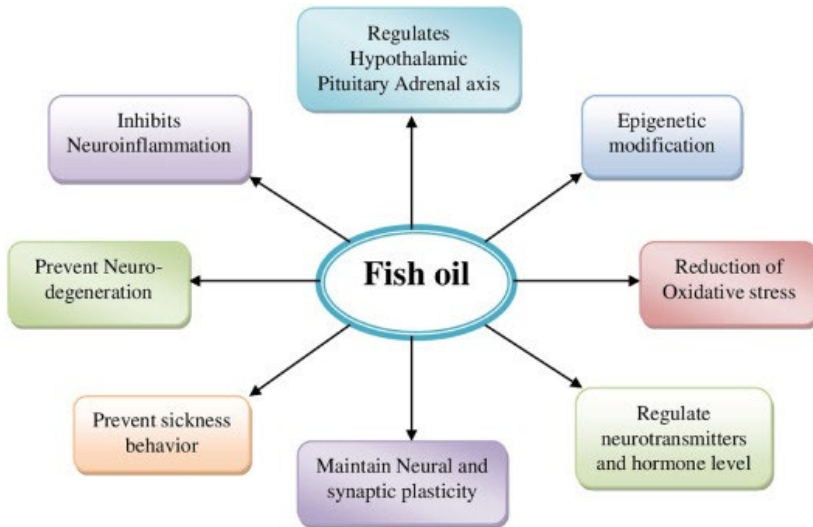 Regulates
Hypothalamic
Pituitary Adrenal axis
Inhibits
Neuroinflammation
Epigenetic
modification
Fish oil
Prevent Neuro-
degeneration
Reduction of
Oxidative stress
Prevent sickness
behavior
Maintain Neural and
synaptic plasticity
Regulate
neurotransmitters
and hormone level